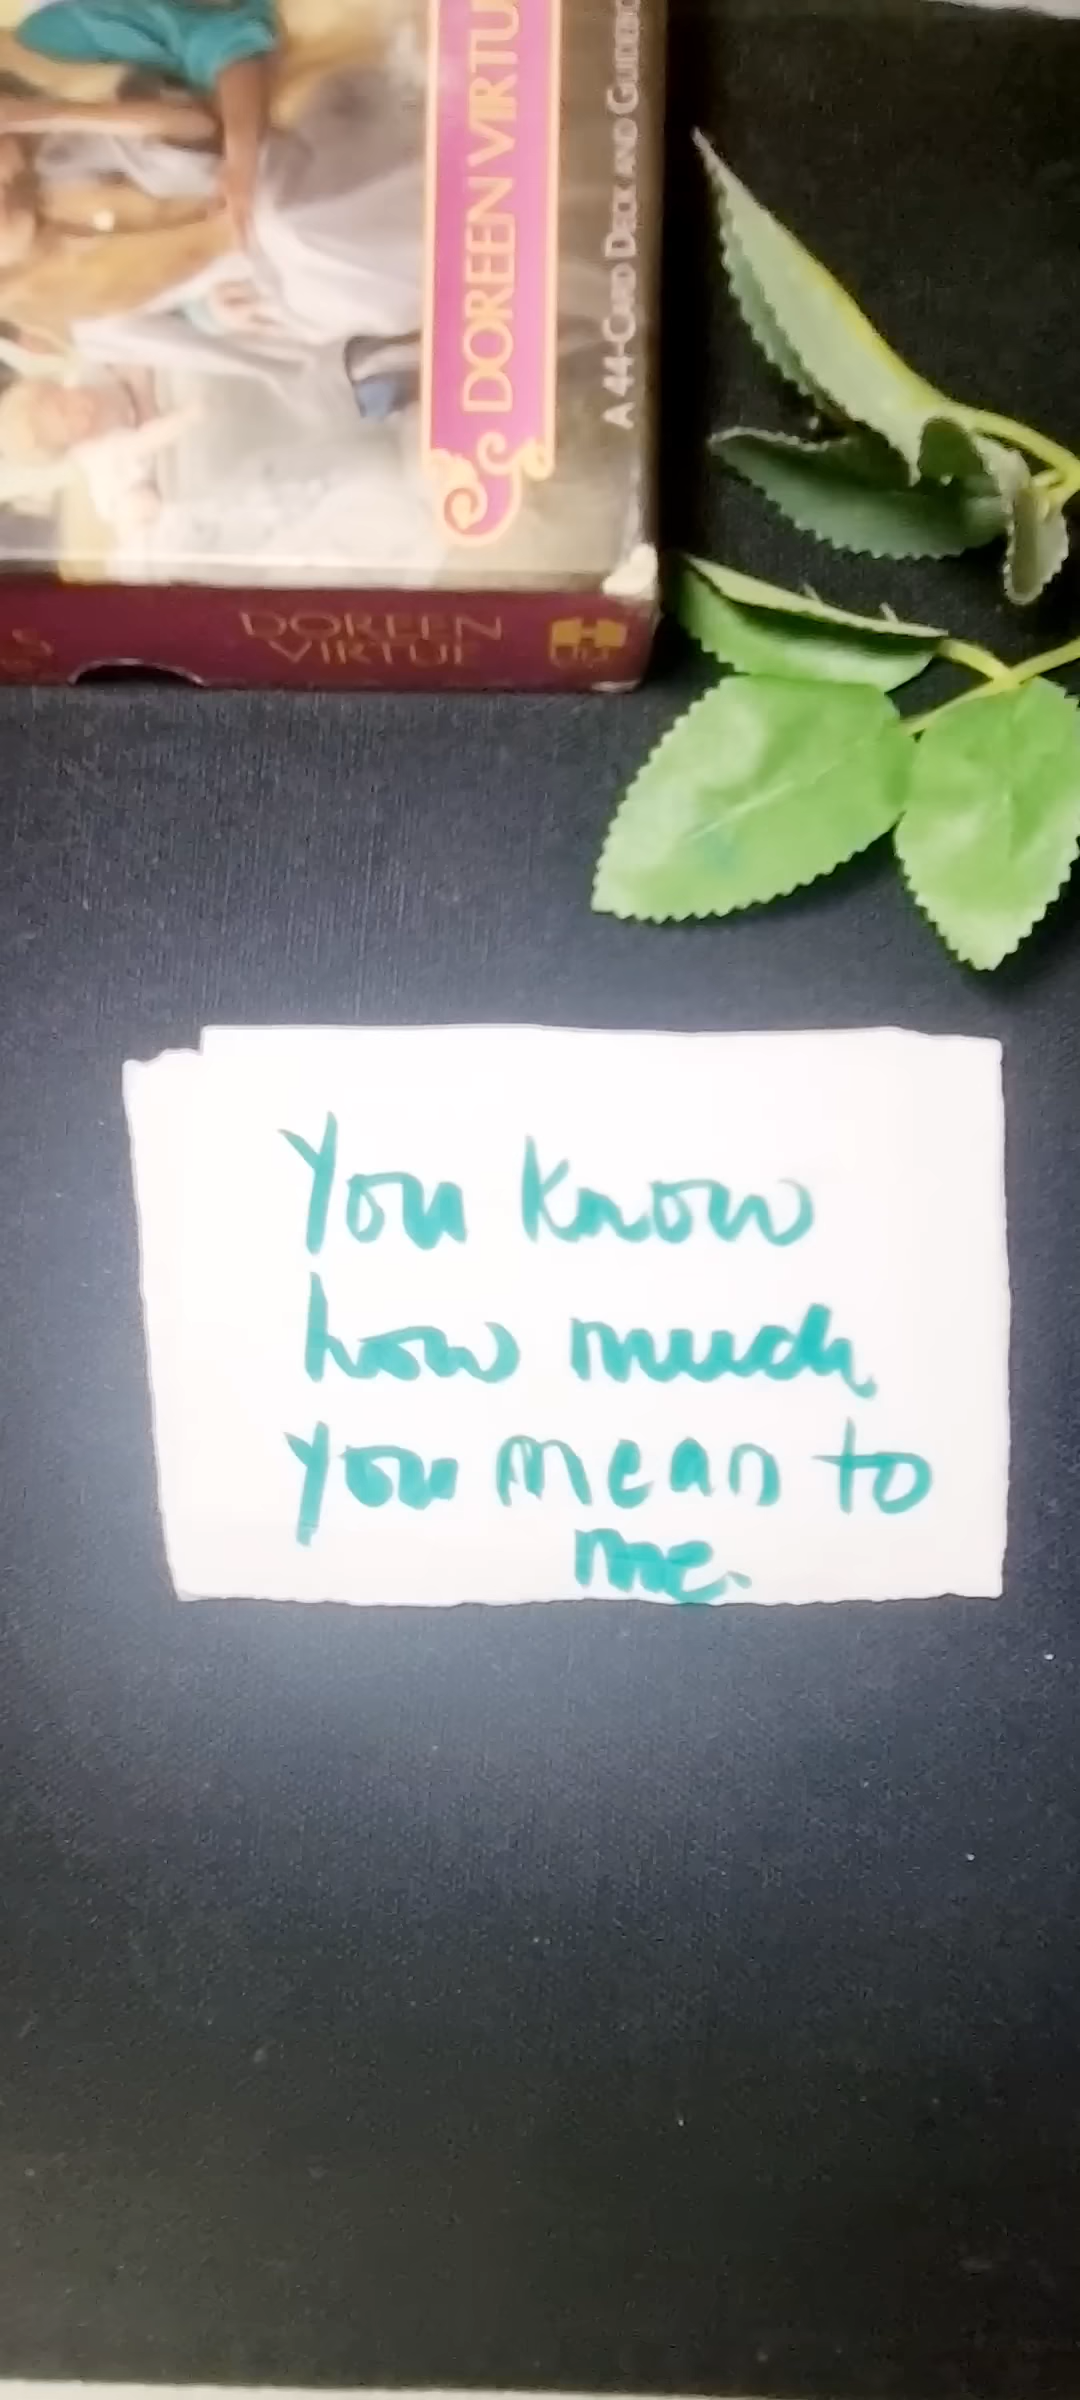 DOREEN VIRTU
A 44-CARD DECK AND GUIDEBO
S
DOREEN
VIRTUE
You know
how much
you mean to
me.